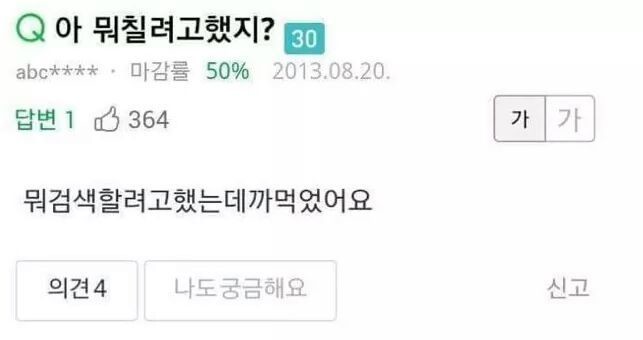 Q 아 뭐칠려고했지? 30
abc**** · 마감률 50% 2013.08.20.
답변 1 364 가 가
뭐검색할려고했는데까먹었어요
의견 4 나도궁금해요 신고